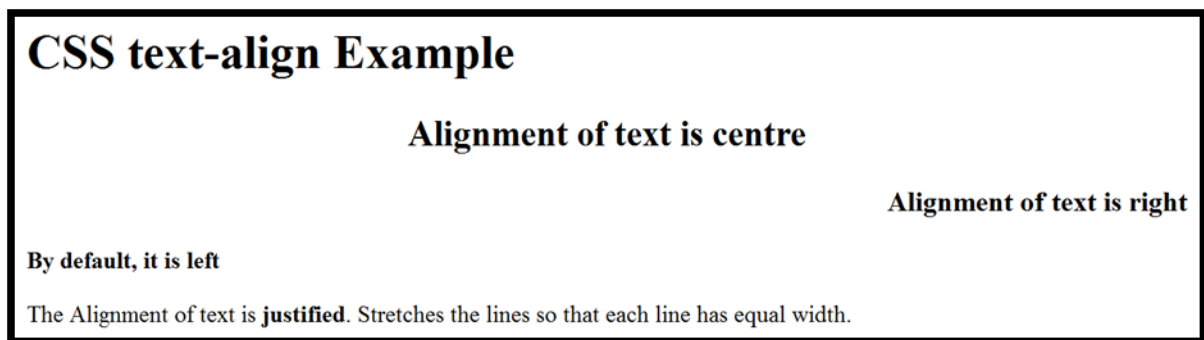 CSS text-align Example
Alignment of text is centre
Alignment of text is right
By default, it is left
The Alignment of text is justified. Stretches the lines so that each line has equal width.